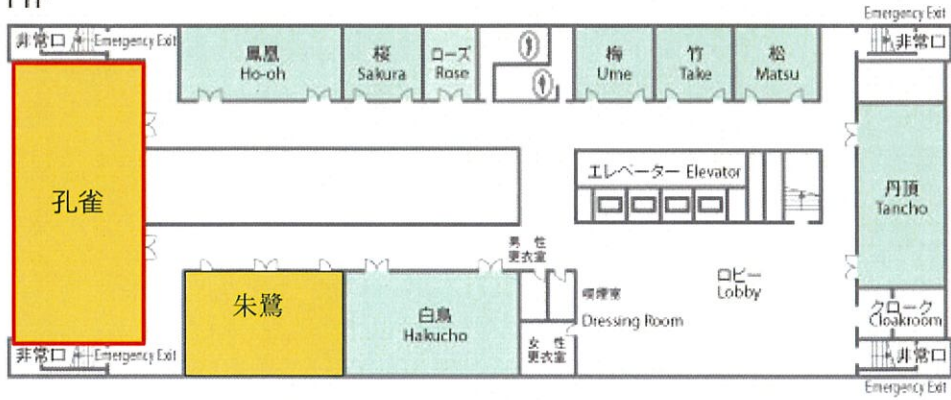 Emergency Exit
非常口 Emergency Exit
鳳凰
Ho-oh
桜
Sakura
ローズ
Rose
梅
Ume
竹
Take
松
Matsu
非常口
孔雀
エレベーター Elevator
丹頂
Tancho
男性
更衣室
朱鷺
白鳥
Hakucho
喫煙室
Dressing Room
ロビー
Lobby
クローク
Cloakroom
非常口 Emergency Exit
女性
更衣室
非常口
Emergency Exit